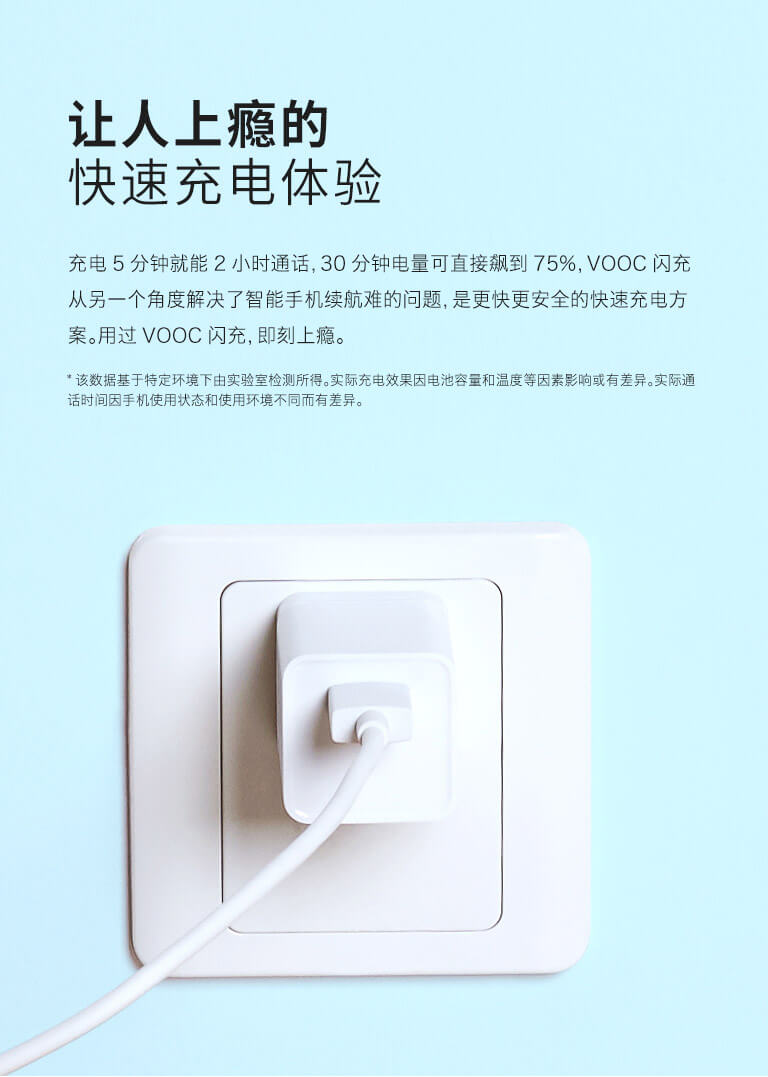 让人上瘾的
快速充电体验
充电 5 分钟就能 2 小时通话, 30 分钟电量可直接飙到 75%, VOOC 闪充
从另一个角度解决了智能手机续航难的问题, 是更快更安全的快速充电方
案。用过 VOOC 闪充, 即刻上瘾。
* 该数据基于特定环境下由实验室检测所得。实际充电效果因电池容量和温度等因素影响或有差异。实际通
话时间因手机使用状态和使用环境不同而有差异。